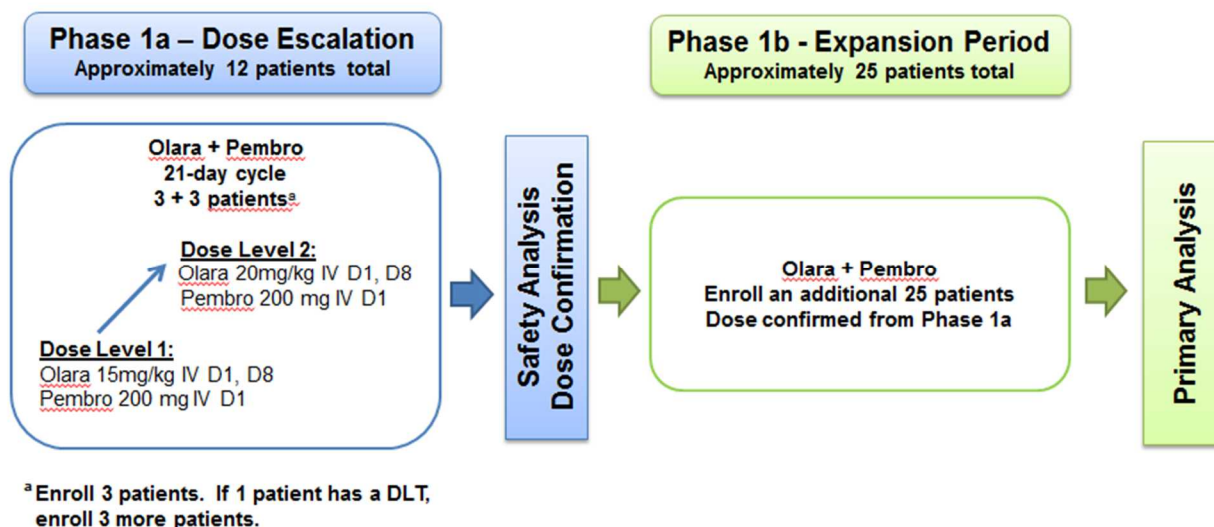 Phase 1a – Dose Escalation
Approximately 12 patients total
Olara + Pembro
21-day cycle
3 + 3 patientsª
Dose Level 2:
Olara 20mg/kg IV D1, D8
Pembro 200 mg IV D1
Dose Level 1:
Olara 15mg/kg IV D1, D8
Pembro 200 mg IV D1
ª Enroll 3 patients. If 1 patient has a DLT,
enroll 3 more patients.
Safety Analysis
Dose Confirmation
Phase 1b - Expansion Period
Approximately 25 patients total
Olara + Pembro
Enroll an additional 25 patients
Dose confirmed from Phase 1a
Primary Analysis